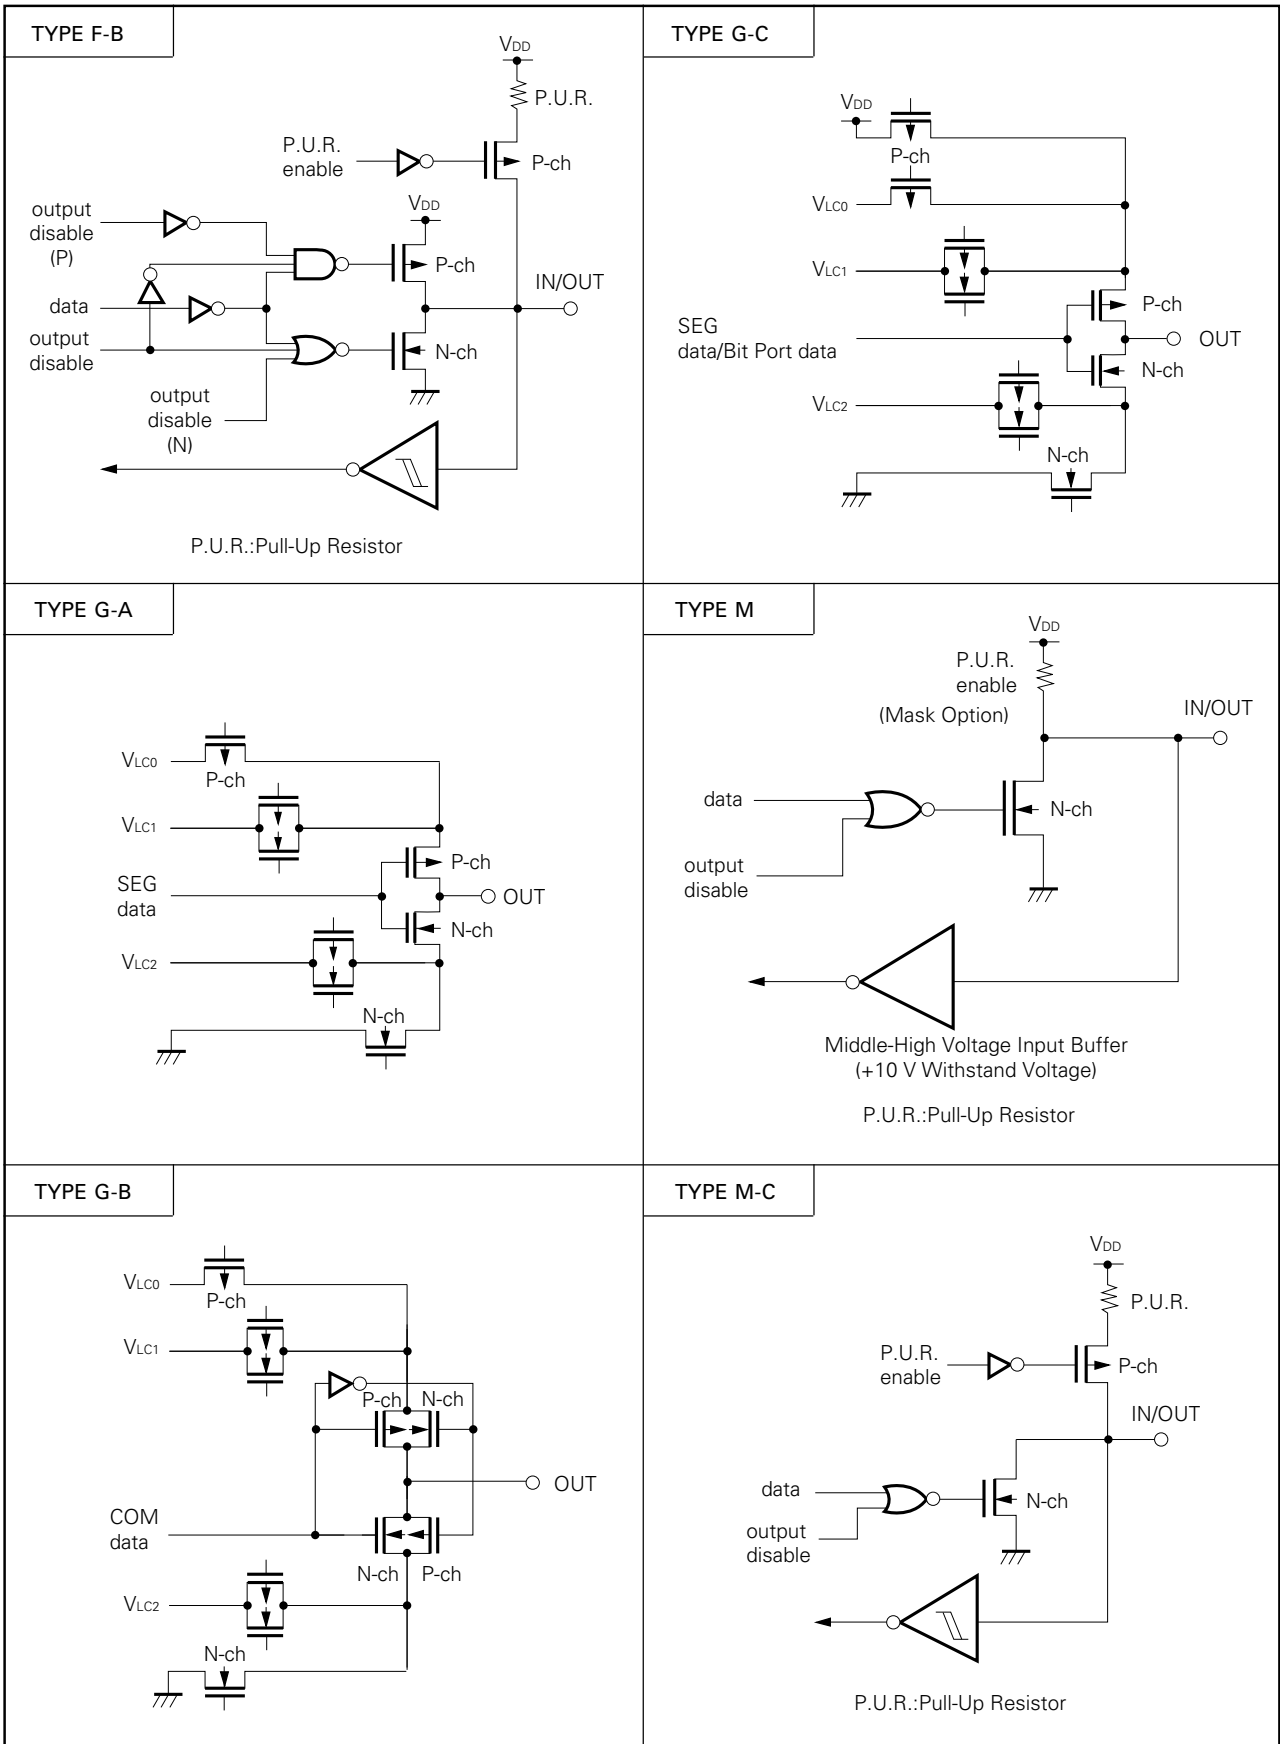 TYPE F-B
VDD
P.U.R.
P.U.R.
enable
P-ch
output
disable
(P)
VDD
P-ch
IN/OUT
data
output
disable
N-ch
output
disable
(N)
P.U.R.:Pull-Up Resistor
TYPE G-C
VDD
P-ch
VLC0
VLC1
P-ch
SEG
data/Bit Port data
OUT
N-ch
VLC2
N-ch
TYPE G-A
VLC0
P-ch
VLC1
P-ch
SEG
data
OUT
N-ch
VLC2
N-ch
TYPE M
VDD
P.U.R.
enable
(Mask Option)
IN/OUT
data
N-ch
output
disable
Middle-High Voltage Input Buffer
(+10 V Withstand Voltage)
P.U.R.:Pull-Up Resistor
TYPE G-B
VLC0
P-ch
VLC1
P-ch N-ch
OUT
COM
data
N-ch P-ch
VLC2
N-ch
TYPE M-C
VDD
P.U.R.
P.U.R.
enable
P-ch
IN/OUT
data
N-ch
output
disable
P.U.R.:Pull-Up Resistor